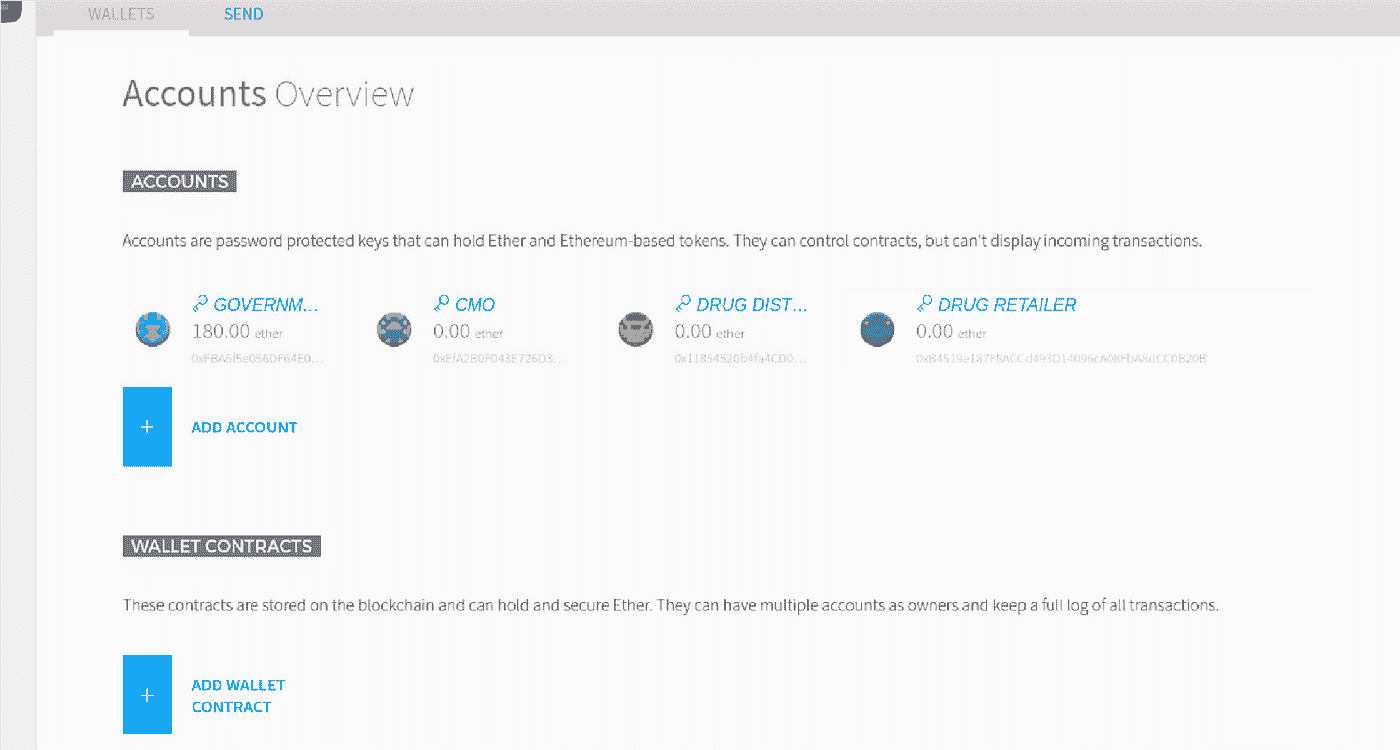 WALLETS SEND
Accounts Overview
ACCOUNTS
Accounts are password protected keys that can hold Ether and Ethereum-based tokens. They can control contracts, but can't display incoming transactions.
GOVERNM... CMO DRUG DIST... DRUG RETAILER
180.00 ether 0.00 ether 0.00 ether 0.00 ether
ADD ACCOUNT
WALLET CONTRACTS
These contracts are stored on the blockchain and can hold and secure Ether. They can have multiple accounts as owners and keep a full log of all transactions.
ADD WALLET
CONTRACT